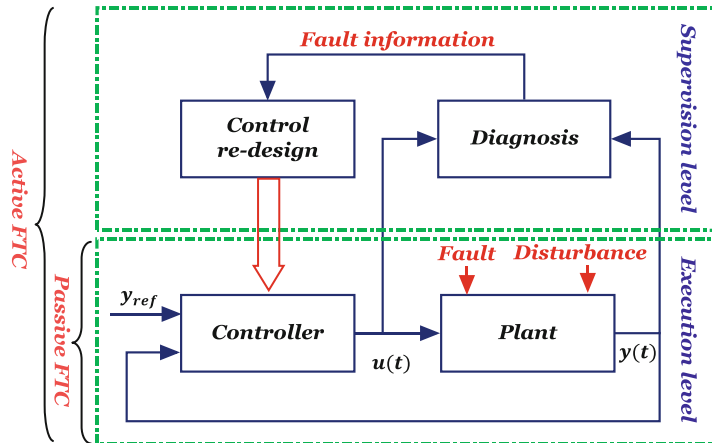 Fault information
Supervision level
Control
re-design
Diagnosis
Active FTC
Passive FTC
Fault
Disturbance
Execution level
y_ref
Controller
Plant
u(t)
y(t)